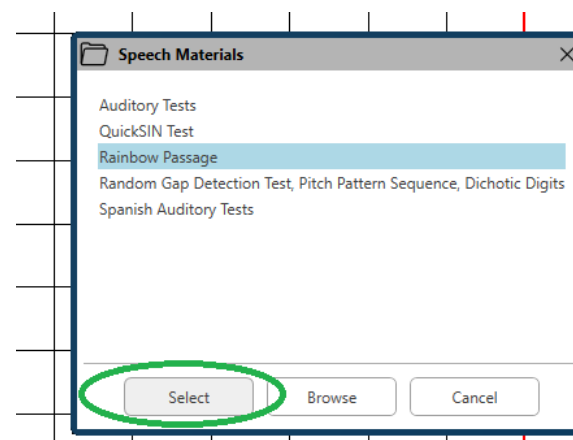 Speech Materials
Auditory Tests
QuickSIN Test
Rainbow Passage
Random Gap Detection Test, Pitch Pattern Sequence, Dichotic Digits
Spanish Auditory Tests
Select Browse Cancel